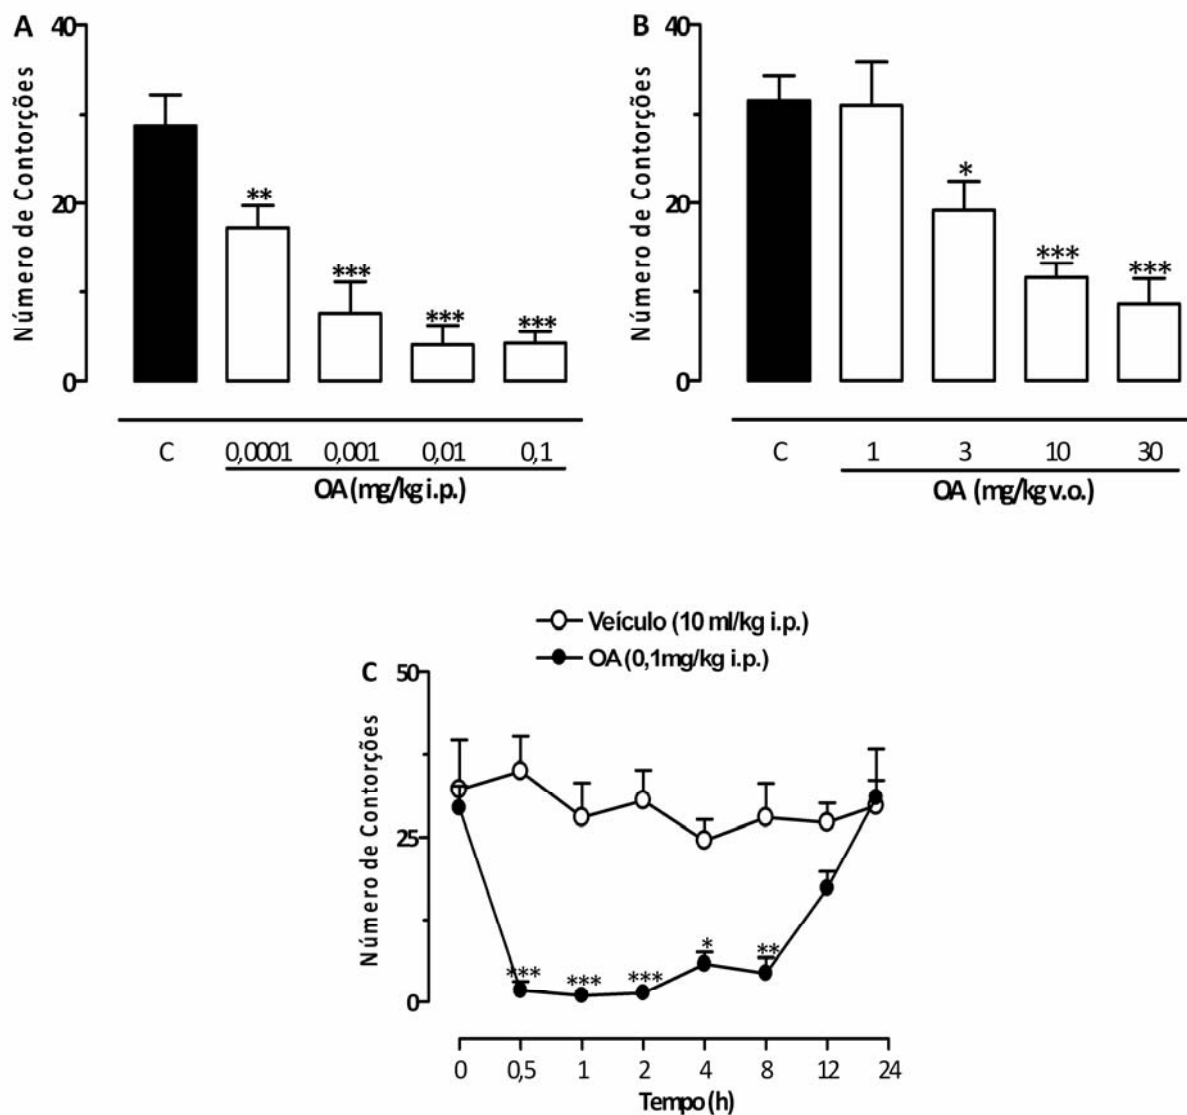 A
40
20
0
Número de Contorções
**
***
***
***
C 0,0001 0,001 0,01 0,1
OA (mg/kg i.p.)
B
40
20
0
Número de Contorções
*
***
***
C 1 3 10 30
OA (mg/kg v.o.)
Veículo (10 ml/kg i.p.)
OA (0,1mg/kg i.p.)
C
50
25
0
Número de Contorções
*** *** *** * **
0 0,5 1 2 4 8 12 24
Tempo (h)